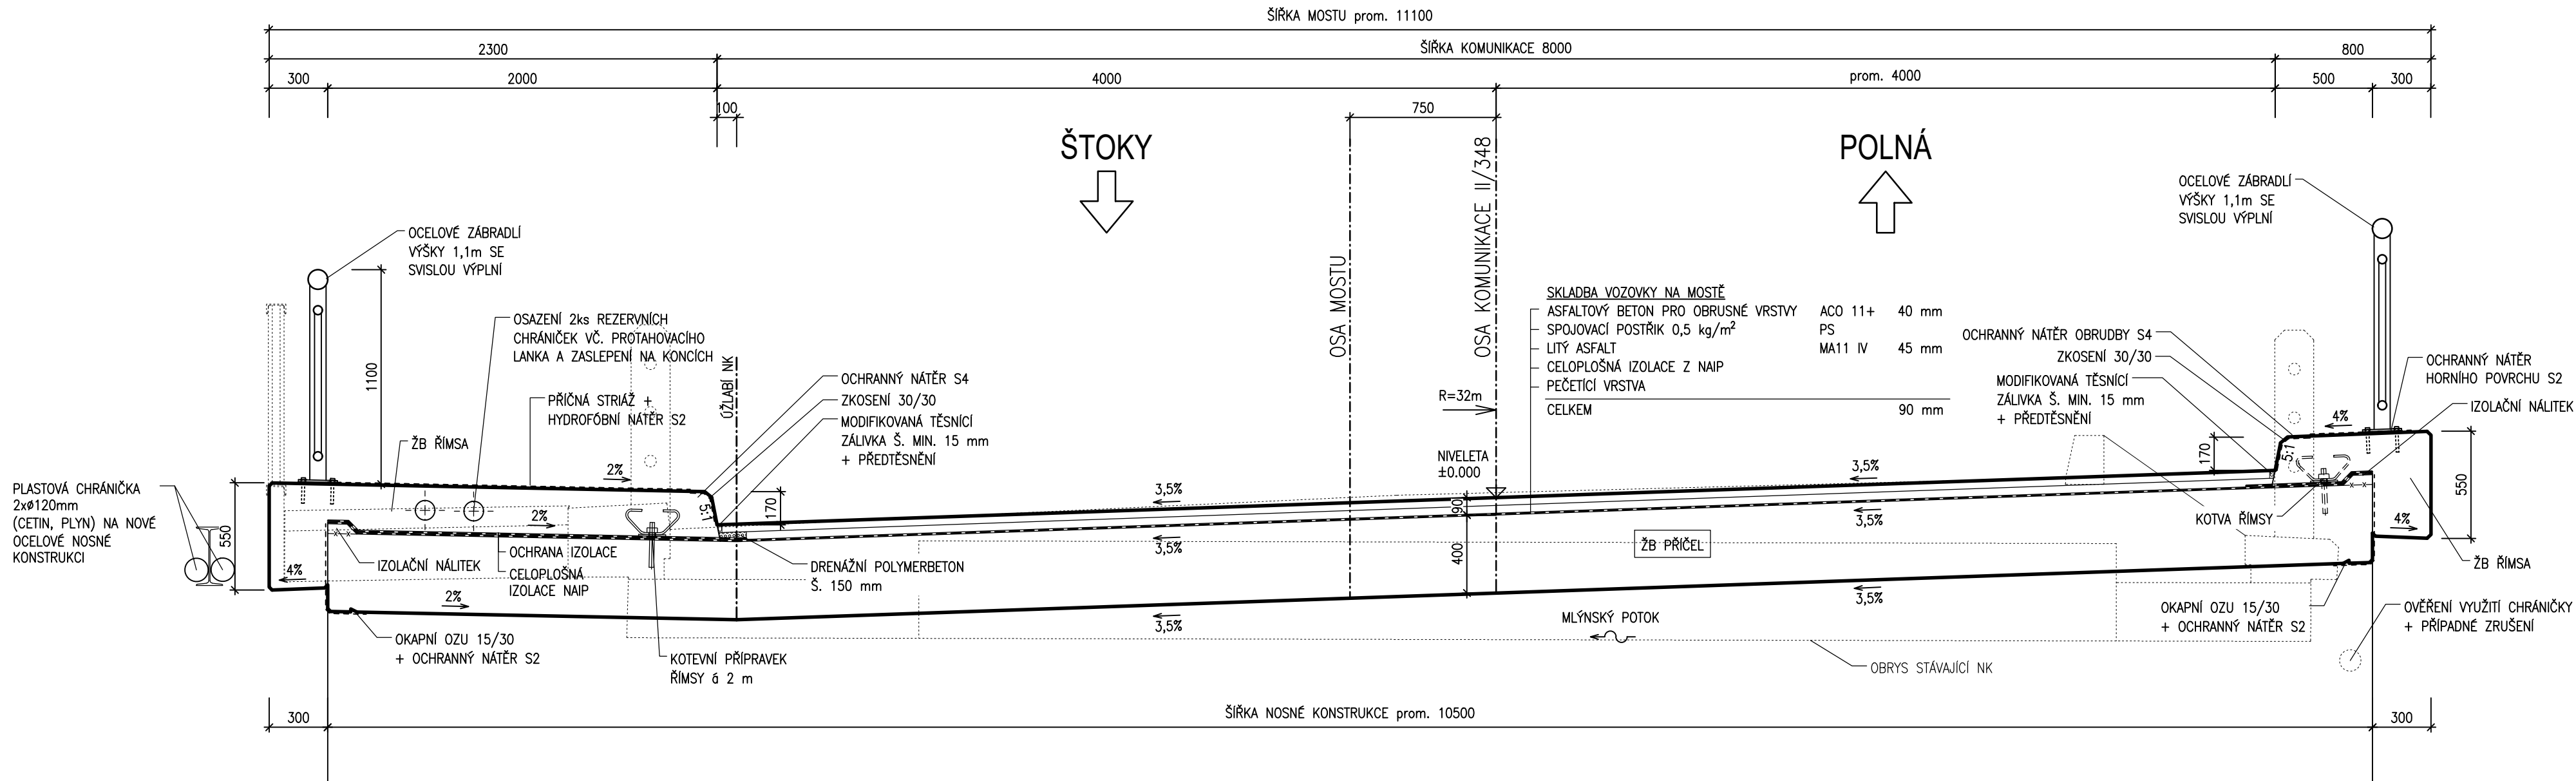 ŠÍŘKA MOSTU prom. 11100
2300
ŠÍŘKA KOMUNIKACE 8000
800
300
2000
4000
prom. 4000
500
300
100
750
ŠTOKY
POLNÁ
OSA MOSTU
OSA KOMUNIKACE II/348
OCELOVÉ ZÁBRADLÍ
VÝŠKY 1,1m SE
SVISLOU VÝPLNÍ
OCELOVÉ ZÁBRADLÍ
VÝŠKY 1,1m SE
SVISLOU VÝPLNÍ
1100
OSAZENÍ 2ks REZERVNÍCH
CHRÁNIČEK VČ. PROTAHOVACÍHO
LANKA A ZASLEPENÍ NA KONCÍCH
PŘÍČNÁ STRIÁŽ +
HYDROFÓBNÍ NÁTĚR S2
ŽB ŘÍMSA
ÚŽLABÍ NK
OCHRANNÝ NÁTĚR S4
ZKOSENÍ 30/30
MODIFIKOVANÁ TĚSNÍCÍ
ZÁLIVKA Š. MIN. 15 mm
+ PŘEDTĚSNĚNÍ
SKLADBA VOZOVKY NA MOSTĚ
ASFALTOVÝ BETON PRO OBRUSNÉ VRSTVY ACO 11+ 40 mm
SPOJOVACÍ POSTŘIK 0,5 kg/m² PS
LITÝ ASFALT MA11 IV 45 mm
CELOPLOŠNÁ IZOLACE Z NAIP
PEČETÍCÍ VRSTVA
CELKEM 90 mm
R=32m
NIVELETA
±0.000
OCHRANNÝ NÁTĚR OBRUDBY S4
ZKOSENÍ 30/30
MODIFIKOVANÁ TĚSNÍCÍ
ZÁLIVKA Š. MIN. 15 mm
+ PŘEDTĚSNĚNÍ
OCHRANNÝ NÁTĚR
HORNÍHO POVRCHU S2
IZOLAČNÍ NÁLITEK
4%
170
5:1
550
KOTVA ŘÍMSY
4%
ŽB ŘÍMSA
PLASTOVÁ CHRÁNIČKA
2xø120mm
(CETIN, PLYN) NA NOVÉ
OCELOVÉ NOSNÉ
KONSTRUKCI
550
4%
2%
2%
2%
5:1
170
IZOLAČNÍ NÁLITEK
OCHRANA IZOLACE
CELOPLOŠNÁ
IZOLACE NAIP
DRENÁŽNÍ POLYMERBETON
Š. 150 mm
3,5%
3,5%
3,5%
90
400
3,5%
3,5%
3,5%
ŽB PŘÍČEL
MLÝNSKÝ POTOK
OKAPNÍ OZU 15/30
+ OCHRANNÝ NÁTĚR S2
KOTEVNÍ PŘÍPRAVEK
ŘÍMSY á 2 m
OBRYS STÁVAJÍCÍ NK
OKAPNÍ OZU 15/30
+ OCHRANNÝ NÁTĚR S2
OVĚŘENÍ VYUŽITÍ CHRÁNIČKY
+ PŘÍPADNÉ ZRUŠENÍ
300
ŠÍŘKA NOSNÉ KONSTRUKCE prom. 10500
300